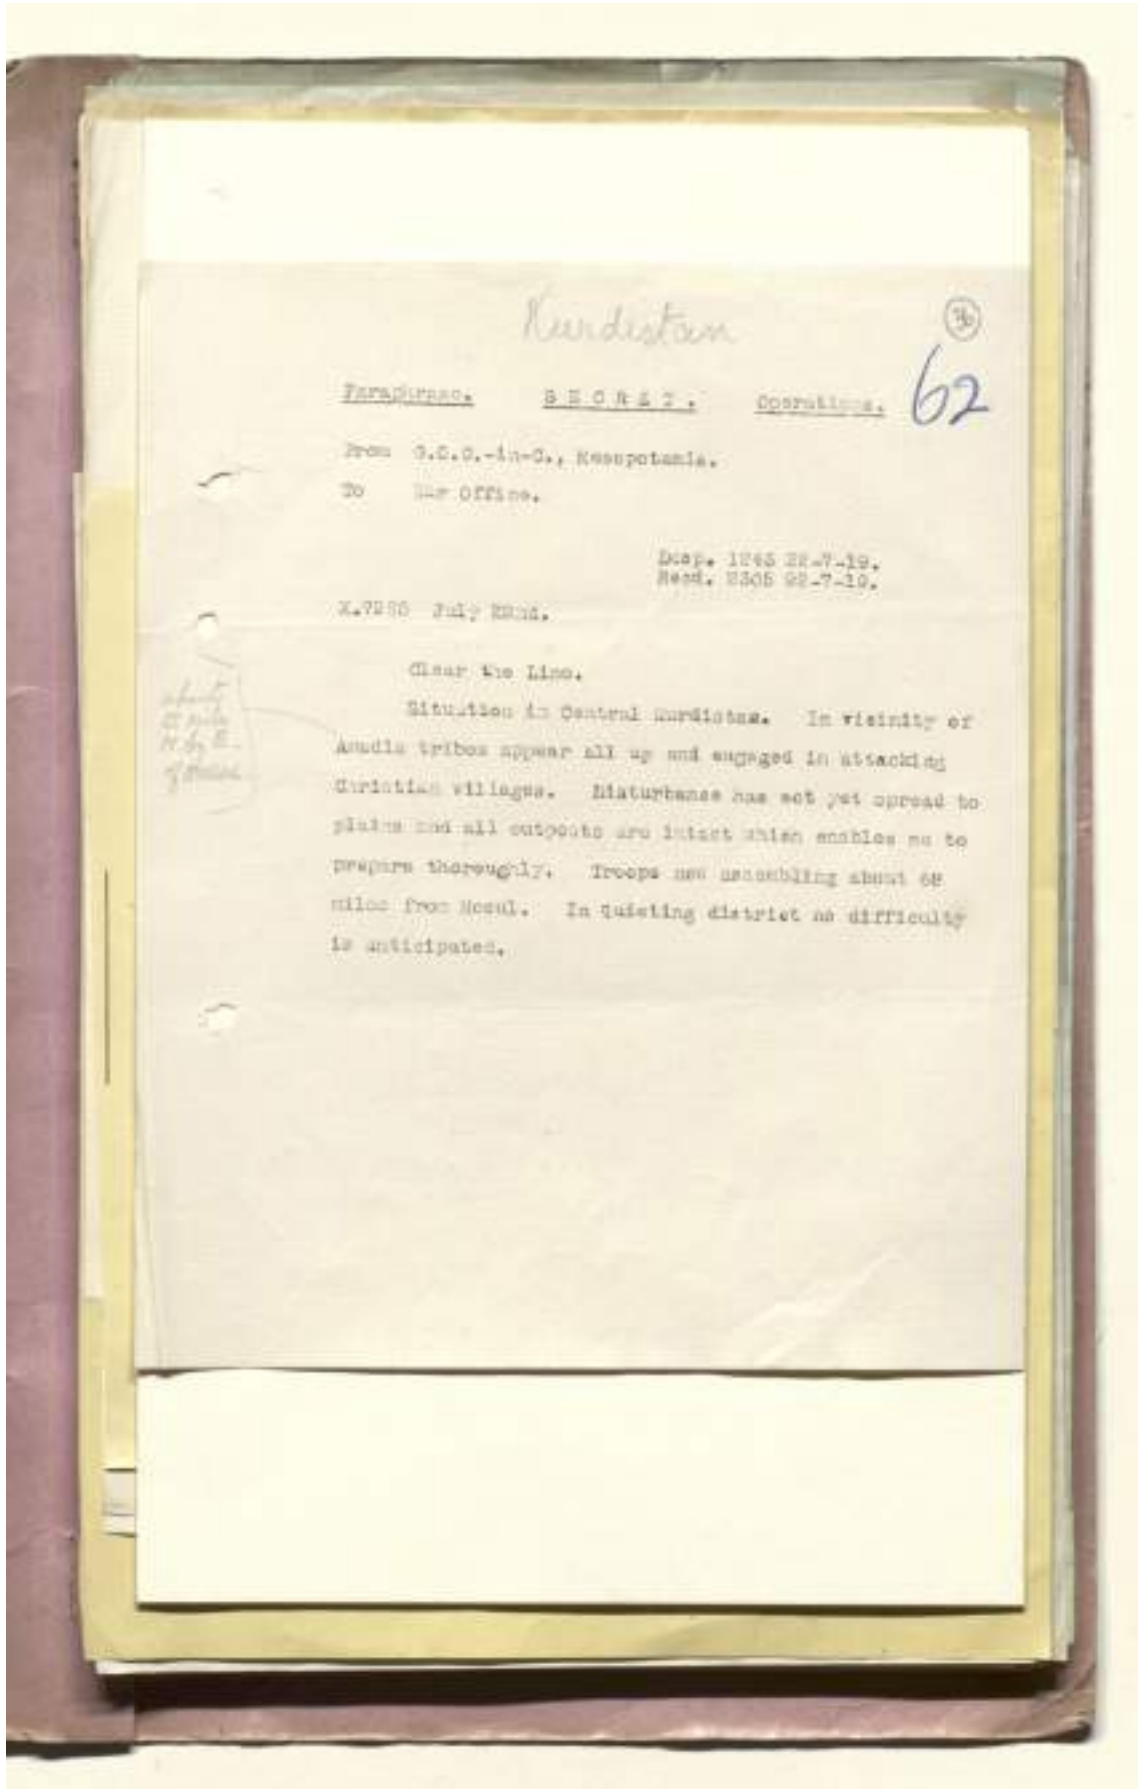 Kurdistan
36
62
Paraphrase. SECRET. Operations.
From G.O.C.-in-C., Mesopotamia.
To War Office.
Desp. 1245 22-7-19.
Recd. 2305 22-7-19.
July 22nd.
Clear the Line.
Situation in Central Kurdistan. In vicinity of
Amadia tribes appear all up and engaged in attacking
Christian villages. Disturbance has not yet spread to
plains and all outposts are intact which enables me to
prepare thoroughly. Troops are assembling about
miles from Mosul. In district no difficulty
is anticipated.